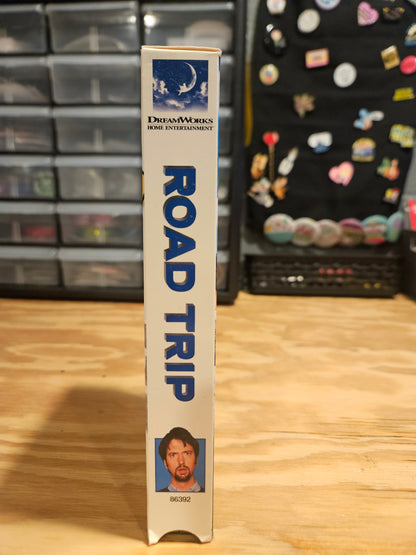 DREAMWORKS
HOME ENTERTAINMENT
ROAD TRIP
86392